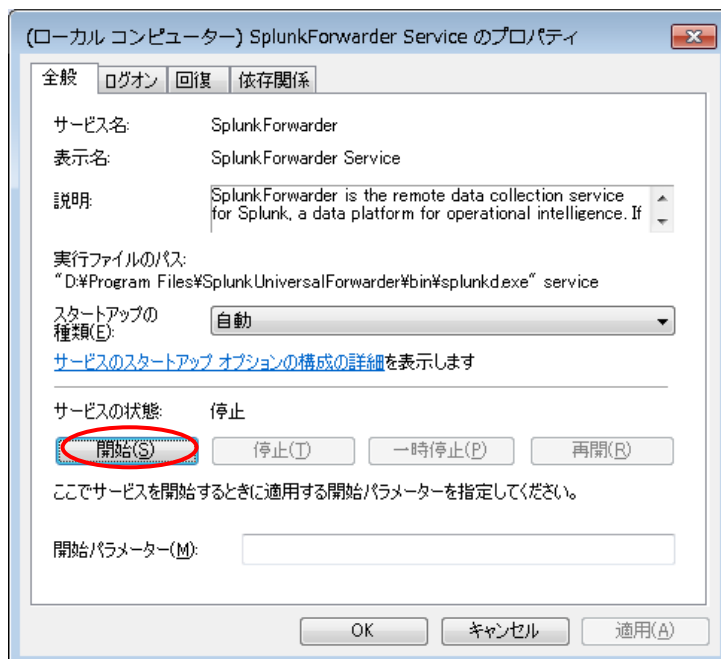 (ローカル コンピューター) SplunkForwarder Service のプロパティ
全般 ログオン 回復 依存関係
サービス名: SplunkForwarder
表示名: SplunkForwarder Service
説明: SplunkForwarder is the remote data collection service
for Splunk, a data platform for operational intelligence. If
実行ファイルのパス:
"D:¥Program Files¥SplunkUniversalForwarder¥bin¥splunkd.exe" service
スタートアップの
種類(E): 自動
サービスのスタートアップ オプションの構成の詳細を表示します
サービスの状態: 停止
開始(S) 停止(T) 一時停止(P) 再開(R)
ここでサービスを開始するときに適用する開始パラメーターを指定してください。
開始パラメーター(M):
OK キャンセル 適用(A)